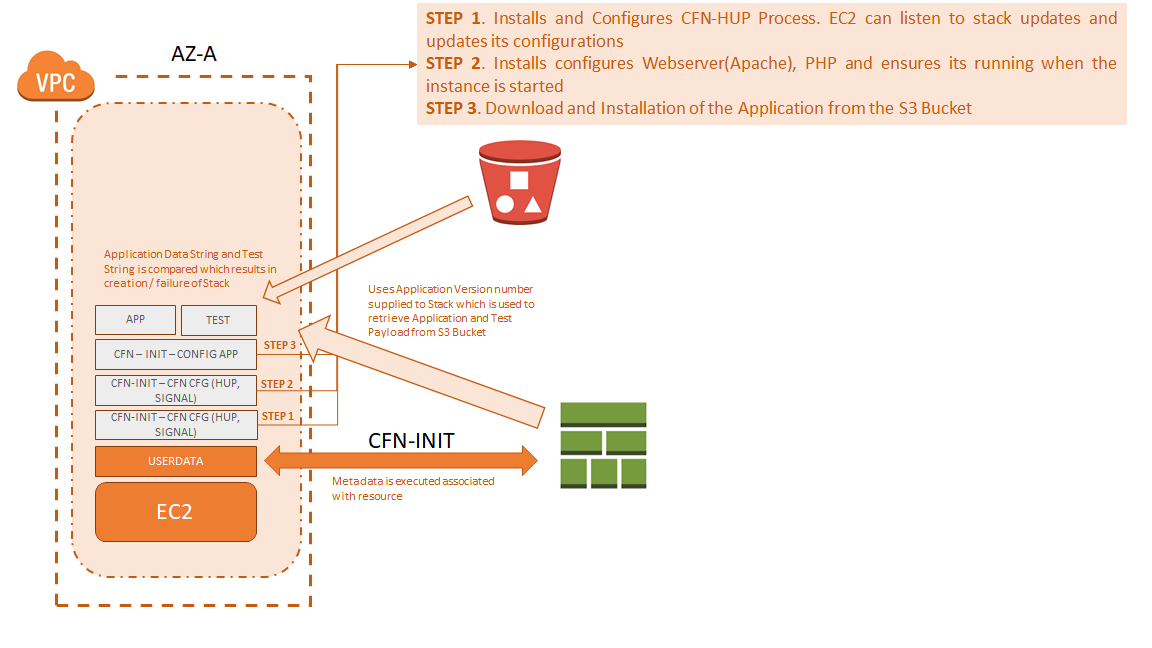 STEP 1. Installs and Configures CFN-HUP Process. EC2 can listen to stack updates and
updates its configurations
STEP 2. Installs configures Webserver(Apache), PHP and ensures its running when the
instance is started
STEP 3. Download and Installation of the Application from the S3 Bucket
AZ-A
VPC
Application Data String and Test
String is compared which results in
creation / failure of Stack
Uses Application Version number
supplied to Stack which is used to
retrieve Application and Test
Payload from S3 Bucket
APP
TEST
CFN – INIT – CONFIG APP
STEP 3
CFN-INIT – CFN CFG (HUP,
SIGNAL)
STEP 2
CFN-INIT – CFN CFG (HUP,
SIGNAL)
STEP 1
CFN-INIT
USERDATA
Metadata is executed associated
with resource
EC2